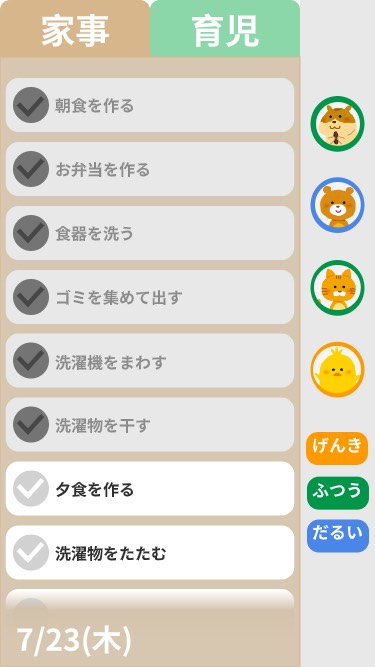 家事
育児
朝食を作る
お弁当を作る
食器を洗う
ゴミを集めて出す
洗濯機をまわす
洗濯物を干す
夕食を作る
洗濯物をたたむ
げんき
ふつう
だるい
7/23(木)